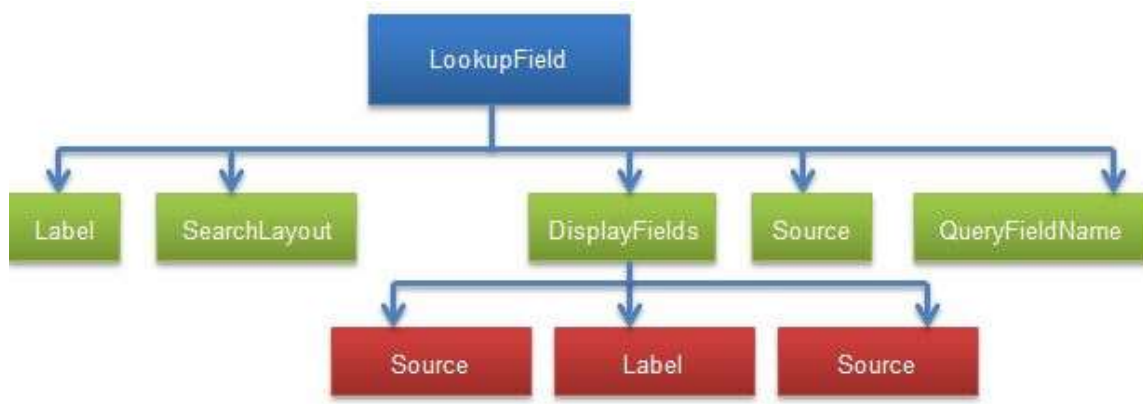 LookupField
Label
SearchLayout
DisplayFields
Source
QueryFieldName
Source
Label
Source